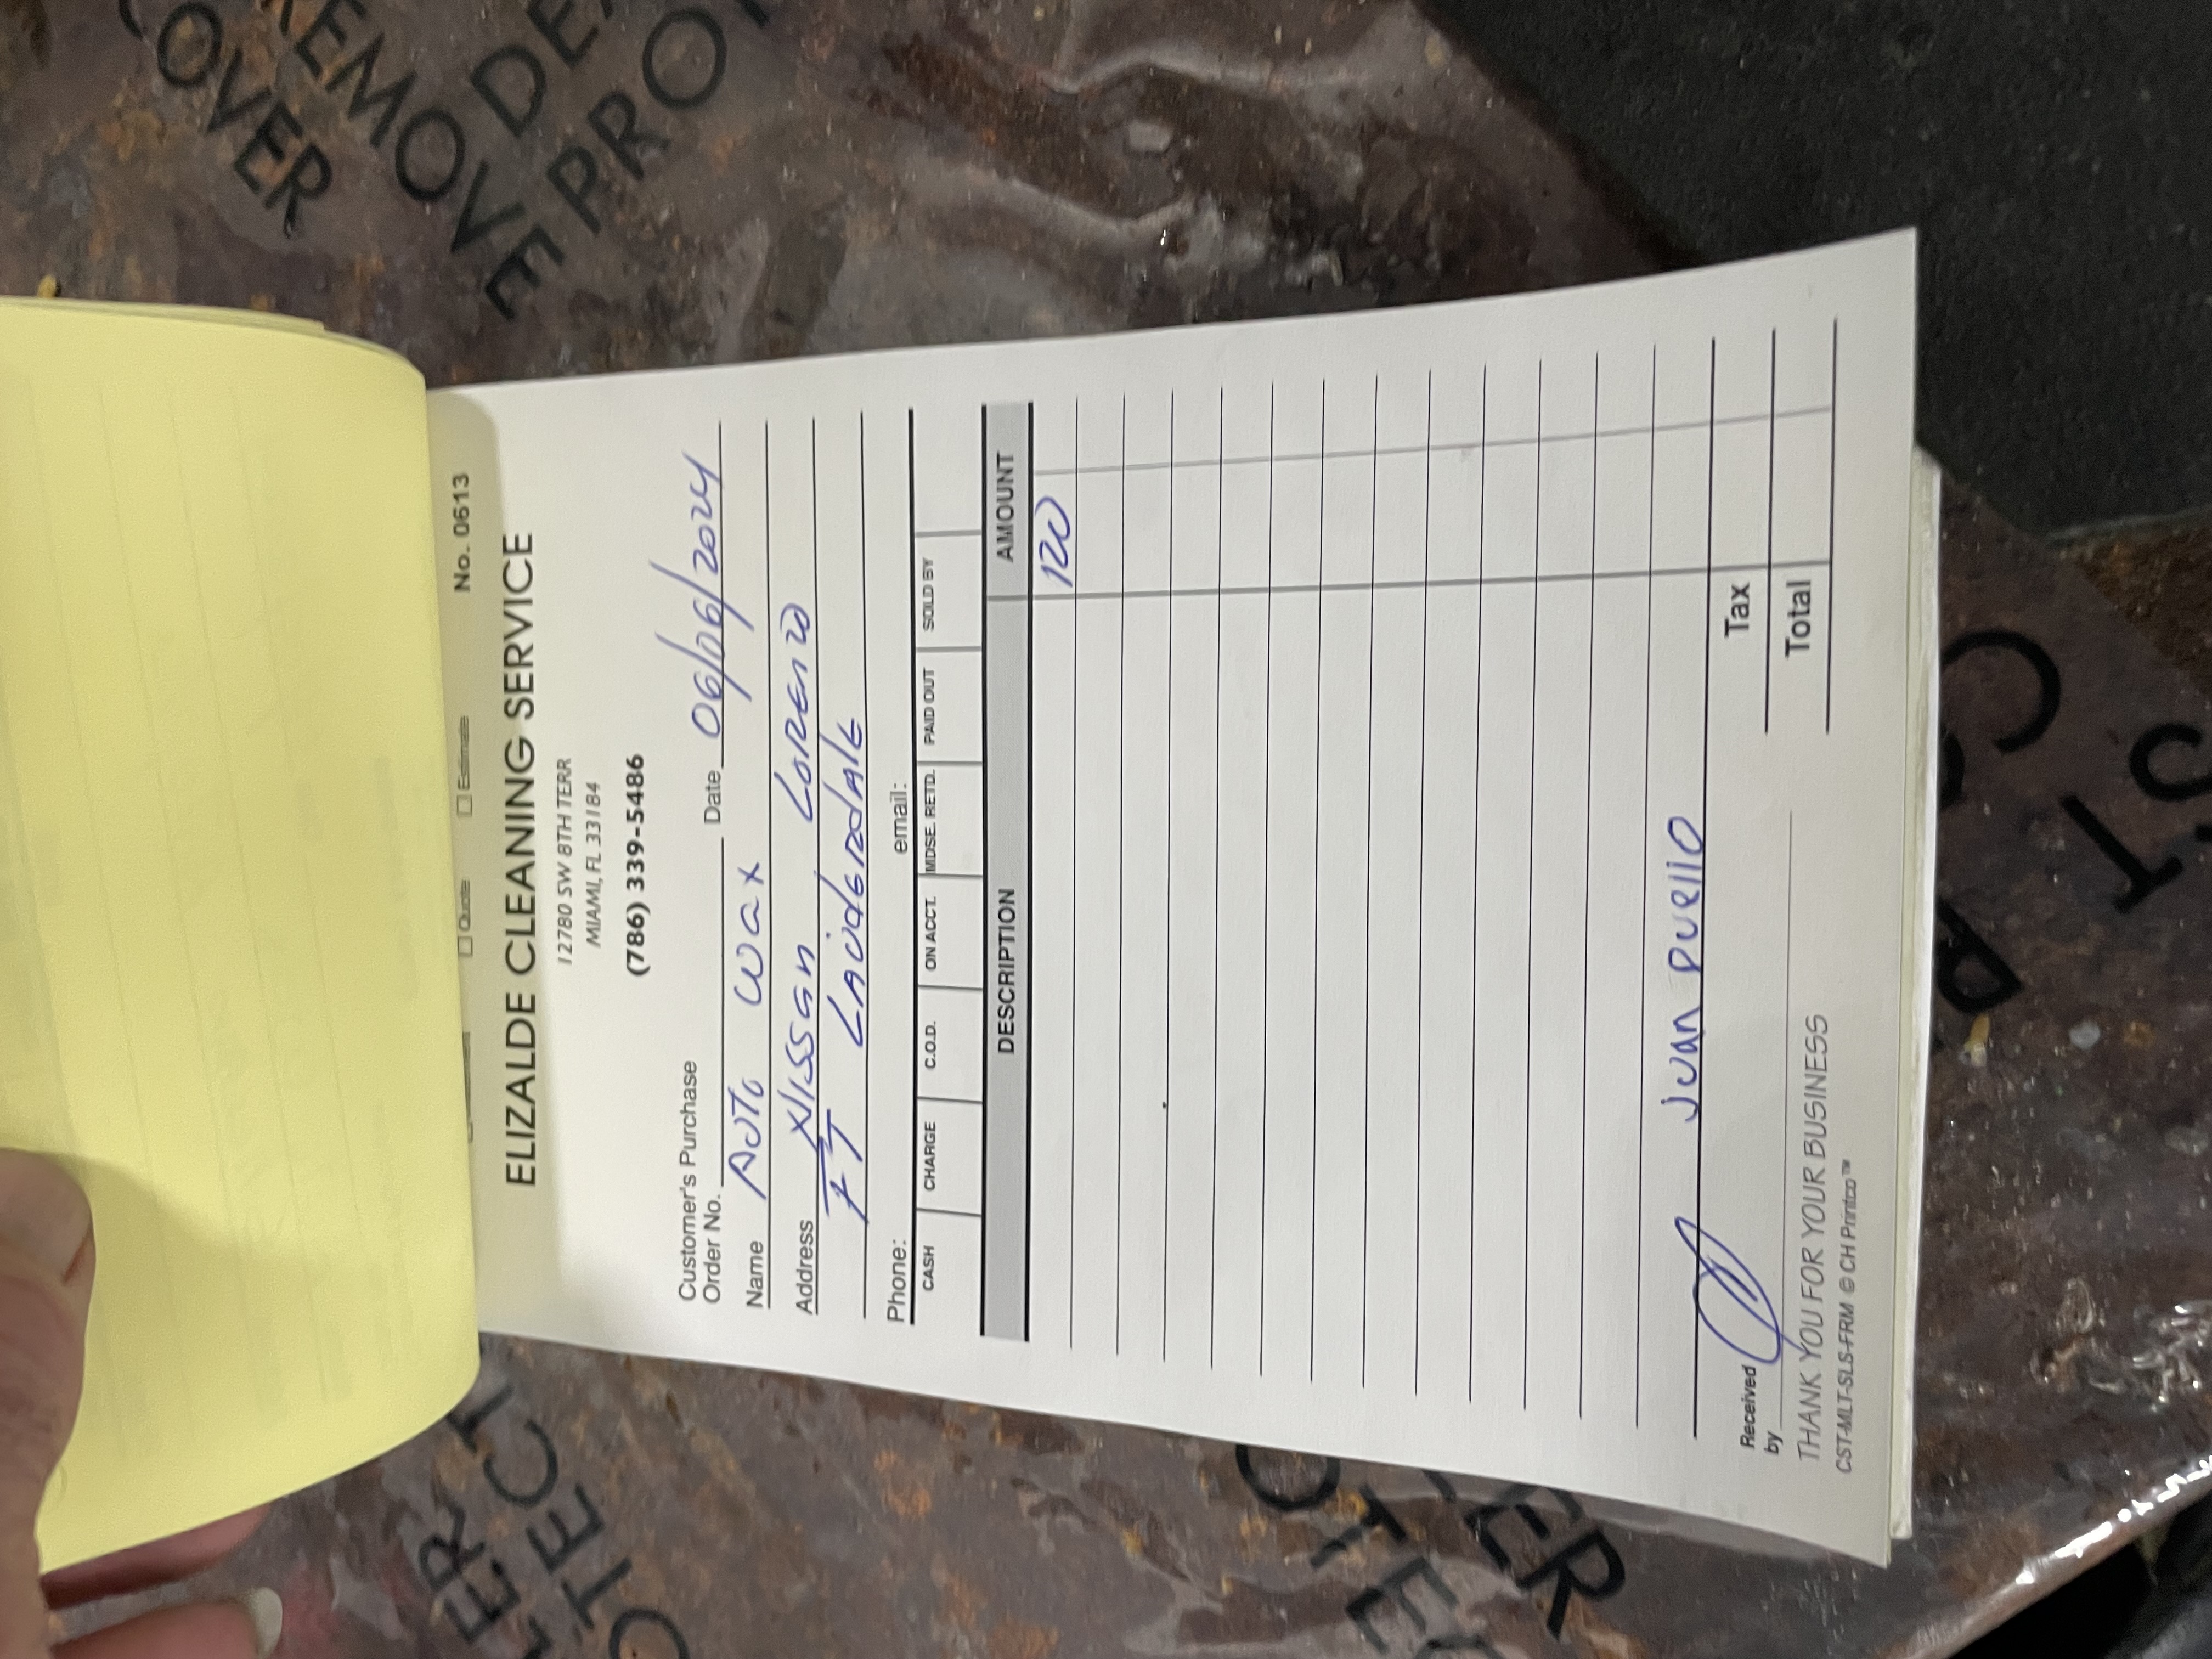 No. 0613
Quote Estimate
ELIZALDE CLEANING SERVICE
12780 SW 8TH TERR
MIAMI, FL 33184
(786) 339-5486
Customer's Purchase
Order No. Date 06/06/2024
Name Auto wax
Address Nissan Lorenzo
FT LAUdERdAlE
Phone: email:
CASH CHARGE C.O.D. ON ACCT. MDSE. RETD. PAID OUT SOLD BY
DESCRIPTION AMOUNT
120
Juan Puello
Received
by
Tax
Total
THANK YOU FOR YOUR BUSINESS
CST-MLT-SLS-FRM © CH Printco™
REMOVE
COVER